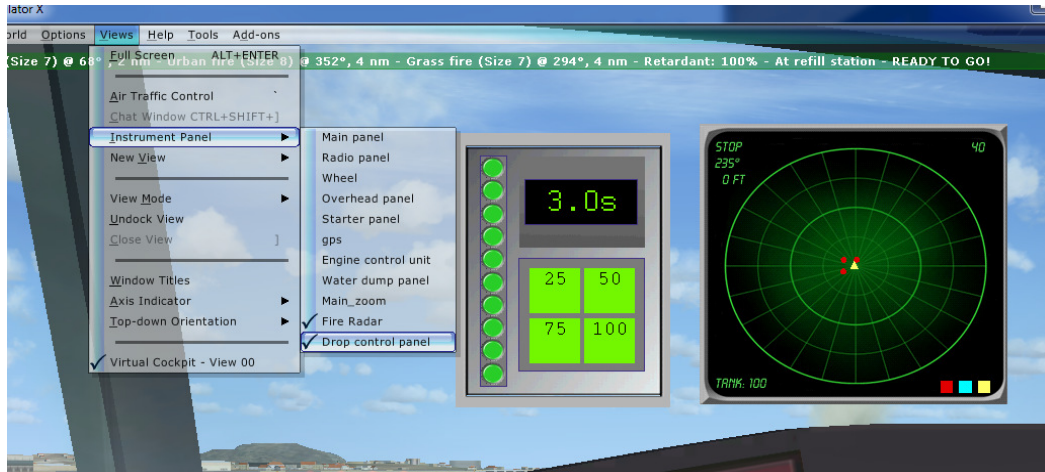 lator X
orld Options Views Help Tools Add-ons
(Size 7) @ 68° , 2 nm - Urban fire (Size 8) @ 352°, 4 nm - Grass fire (Size 7) @ 294°, 4 nm - Retardant: 100% - At refill station - READY TO GO!
Full Screen ALT+ENTER
Air Traffic Control `
Chat Window CTRL+SHIFT+]
Instrument Panel
New View
View Mode
Undock View
Close View ]
Window Titles
Axis Indicator
Top-down Orientation
Virtual Cockpit - View 00
Main panel
Radio panel
Wheel
Overhead panel
Starter panel
gps
Engine control unit
Water dump panel
Main_zoom
Fire Radar
Drop control panel
3.0s
25 50
75 100
STOP 40
235°
0 FT
TANK: 100